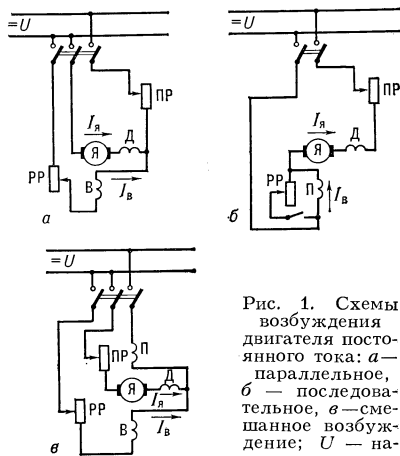 = U
ПР
Iя
Я
Д
РР
В
Iв
а
= U
ПР
Iя
Я
Д
РР
П
Iв
б
= U
П
ПР
Iя
Я
Д
РР
В
Iв
в
Рис. 1. Схемы
возбуждения
двигателя посто-
янного тока: а—
параллельное,
б — последова-
тельное, в —сме-
шанное возбуж-
дение; U — на-